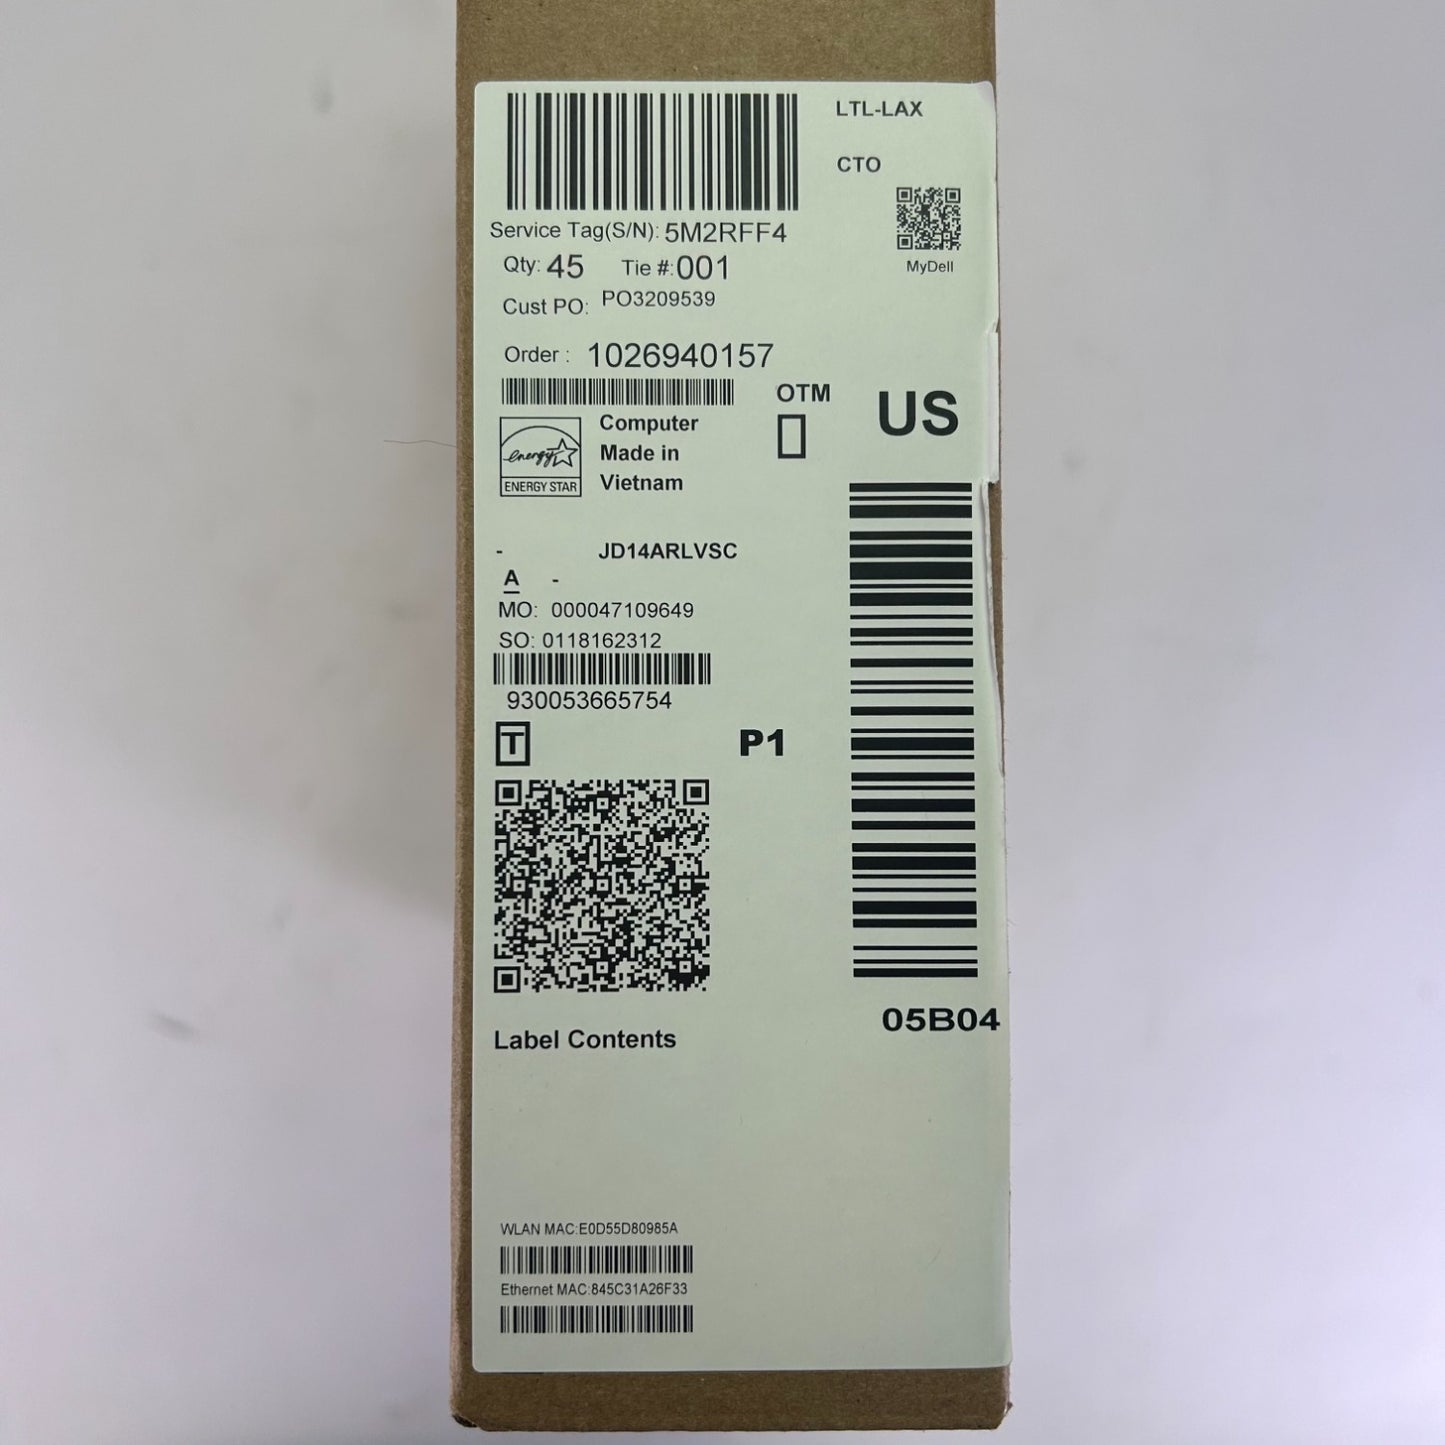 LTL-LAX
CTO
MyDell
Service Tag(S/N): 5M2RFF4
Qty: 45 Tie #:001
Cust PO: PO3209539
Order : 1026940157
OTM
US
energy
ENERGY STAR
Computer
Made in
Vietnam
- JD14ARLVSC
A -
MO: 000047109649
SO: 0118162312
930053665754
T
P1
05B04
Label Contents
WLAN MAC:E0D55D80985A
Ethernet MAC:845C31A26F33